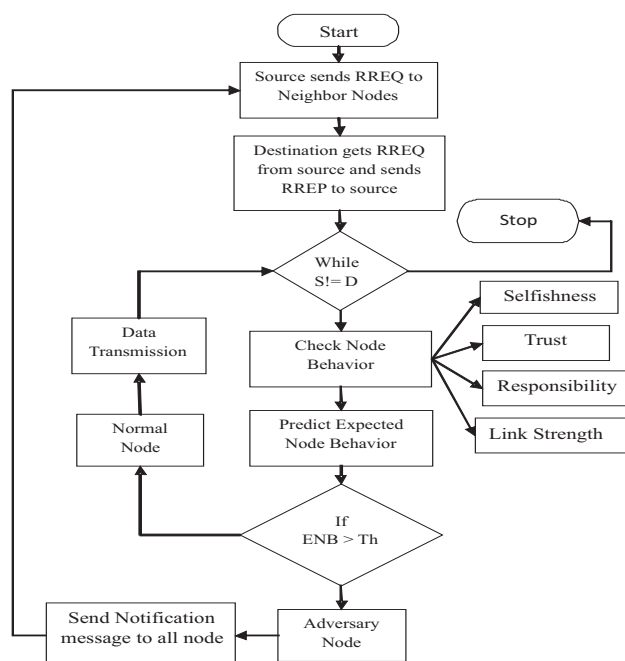 Start
Source sends RREQ to
Neighbor Nodes
Destination gets RREQ
from source and sends
RREP to source
Stop
While
S!= D
Selfishness
Data
Transmission
Check Node
Behavior
Trust
Responsibility
Normal
Node
Predict Expected
Node Behavior
Link Strength
If
ENB > Th
Send Notification
message to all node
Adversary
Node